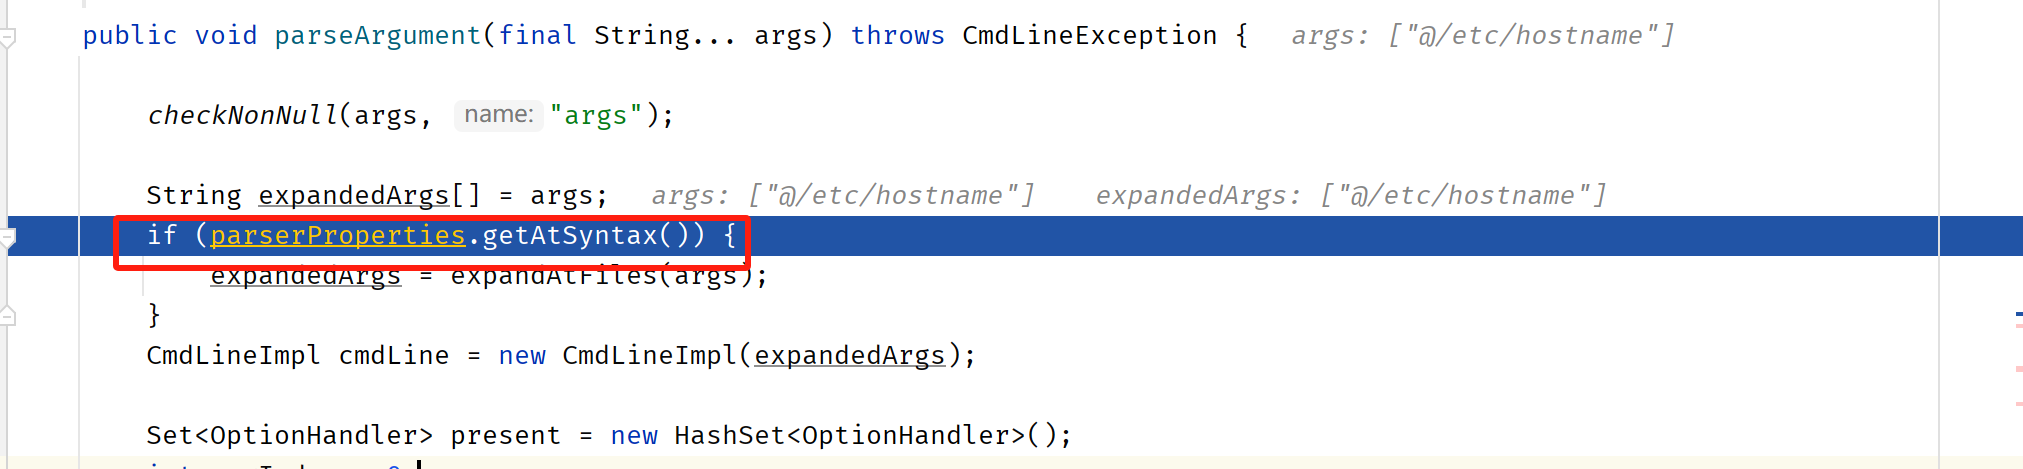 public void parseArgument(final String... args) throws CmdLineException {   args: ["@/etc/hostname"]
checkNonNull(args, name: "args");
String expandedArgs[] = args;   args: ["@/etc/hostname"]   expandedArgs: ["@/etc/hostname"]
if (parserProperties.getAtSyntax()) {
expandedArgs = expandAtFiles(args);
}
CmdLineImpl cmdLine = new CmdLineImpl(expandedArgs);
Set<OptionHandler> present = new HashSet<OptionHandler>();